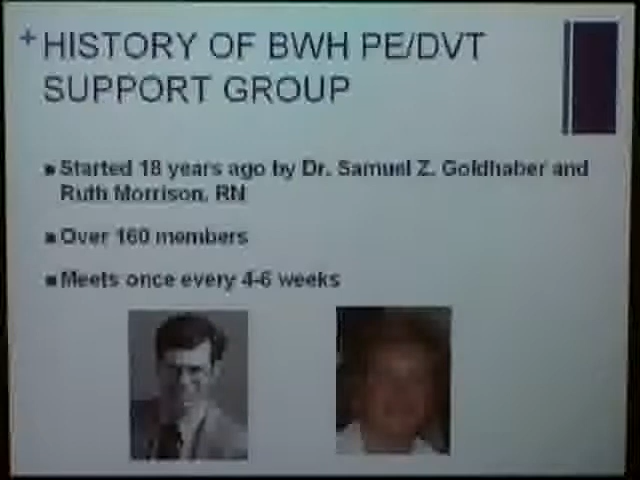 + HISTORY OF BWH PE/DVT
SUPPORT GROUP
■ Started 18 years ago by Dr. Samuel Z. Goldhaber and
Ruth Morrison, RN
■ Over 160 members
■ Meets once every 4-6 weeks